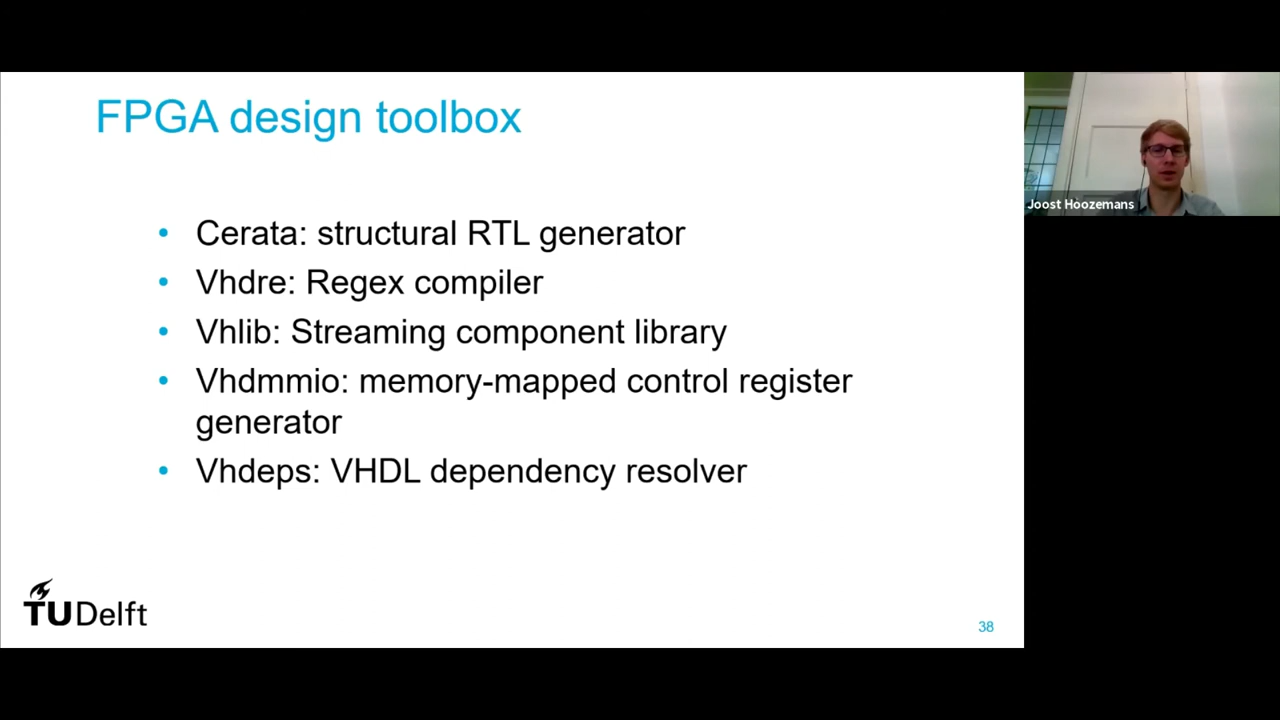 FPGA design toolbox
• Cerata: structural RTL generator
• Vhdre: Regex compiler
• Vhlib: Streaming component library
• Vhdmmio: memory-mapped control register
generator
• Vhdeps: VHDL dependency resolver
TUDelft
38
Joost Hoozemans